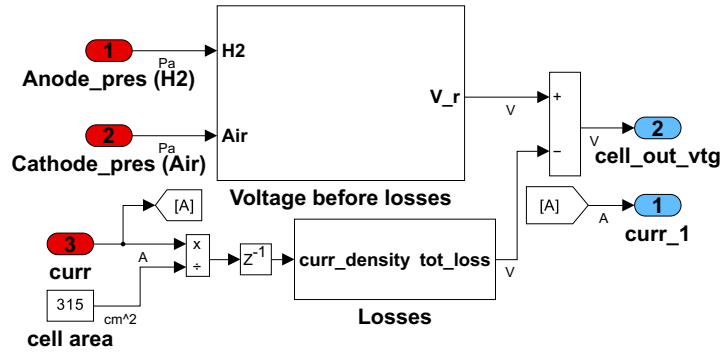 1
Pa
H2
Anode_pres (H2)
V_r
V
+
2
Pa
Air
−
V
2
Cathode_pres (Air)
cell_out_vtg
Voltage before losses
[A]
[A]
A
1
curr_1
3
curr
A
x
÷
Z-1
curr_density tot_loss
V
315
cm^2
cell area
Losses